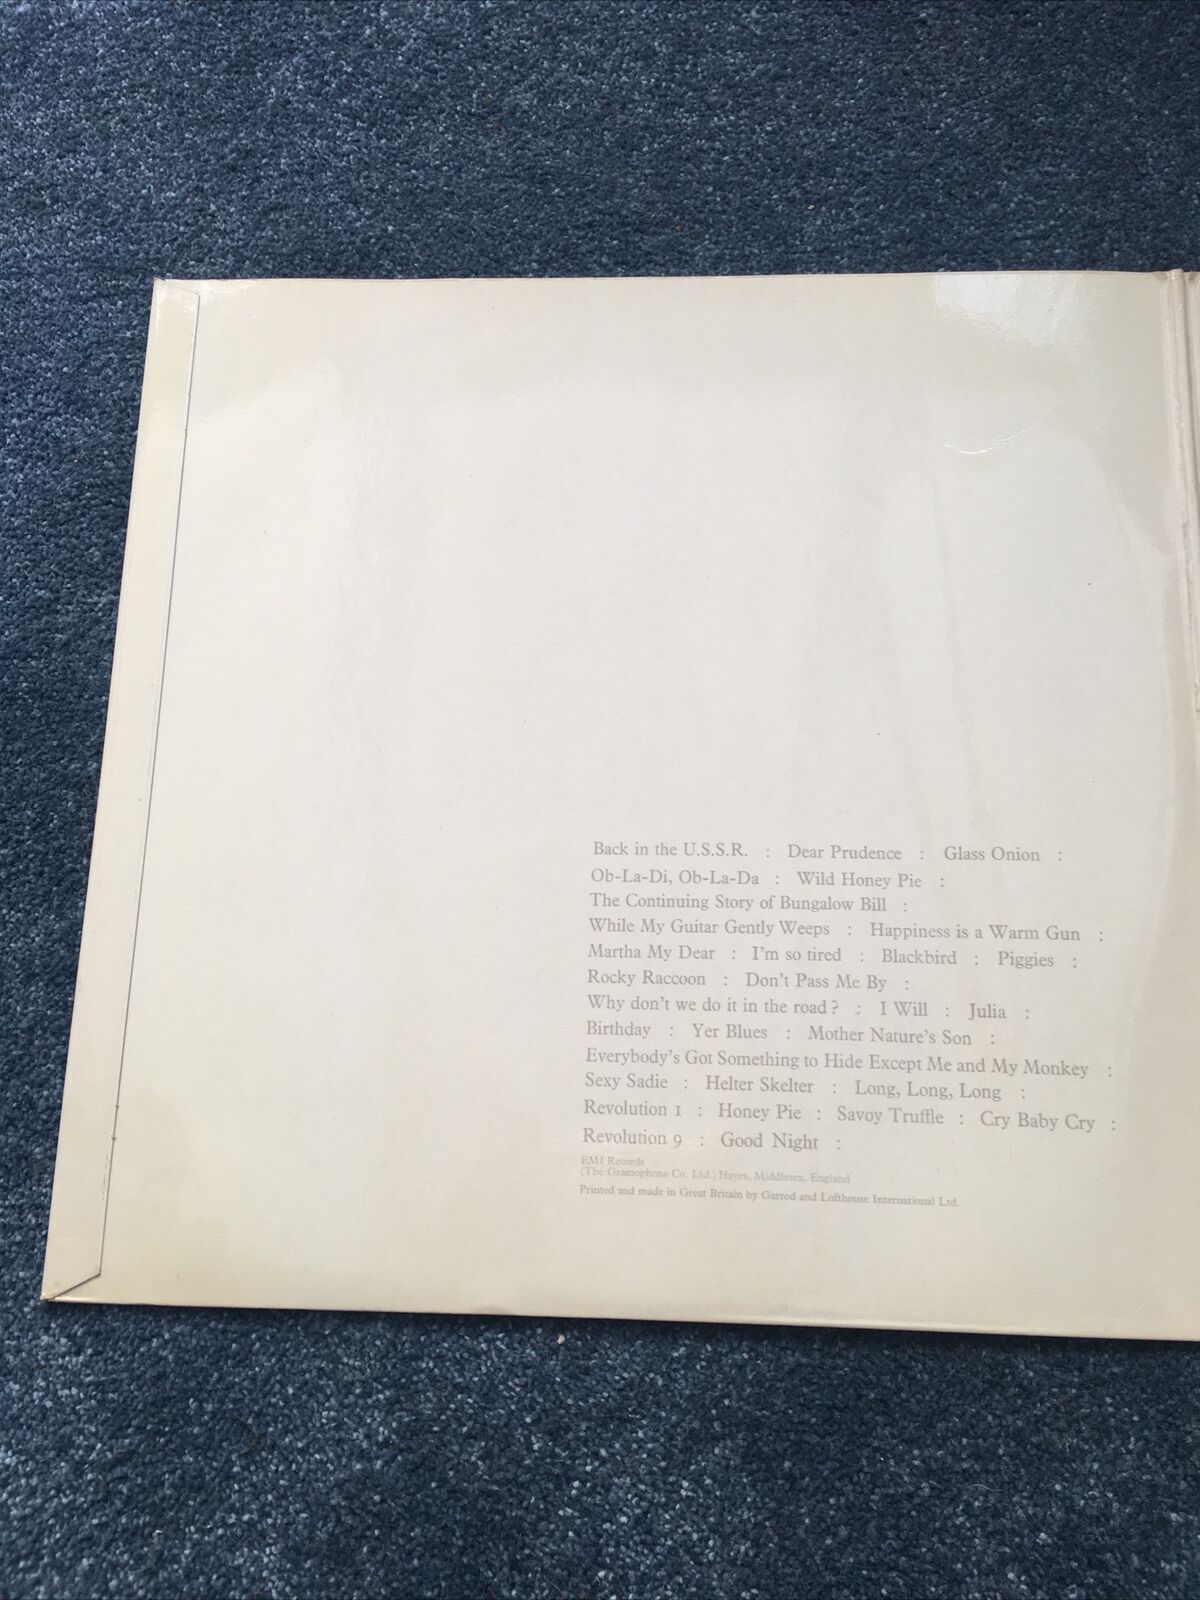 Back in the U.S.S.R. : Dear Prudence : Glass Onion :
Ob-La-Di, Ob-La-Da : Wild Honey Pie :
The Continuing Story of Bungalow Bill :
While My Guitar Gently Weeps : Happiness is a Warm Gun :
Martha My Dear : I'm so tired : Blackbird : Piggies :
Rocky Raccoon : Don't Pass Me By :
Why don't we do it in the road? : I Will : Julia :
Birthday : Yer Blues : Mother Nature's Son :
Everybody's Got Something to Hide Except Me and My Monkey :
Sexy Sadie : Helter Skelter : Long, Long, Long :
Revolution 1 : Honey Pie : Savoy Truffle : Cry Baby Cry :
Revolution 9 : Good Night :
EMI Records
(The Gramophone Co. Ltd.) Hayes, Middlesex, England
Printed and made in Great Britain by Garrod and Lofthouse International Ltd.